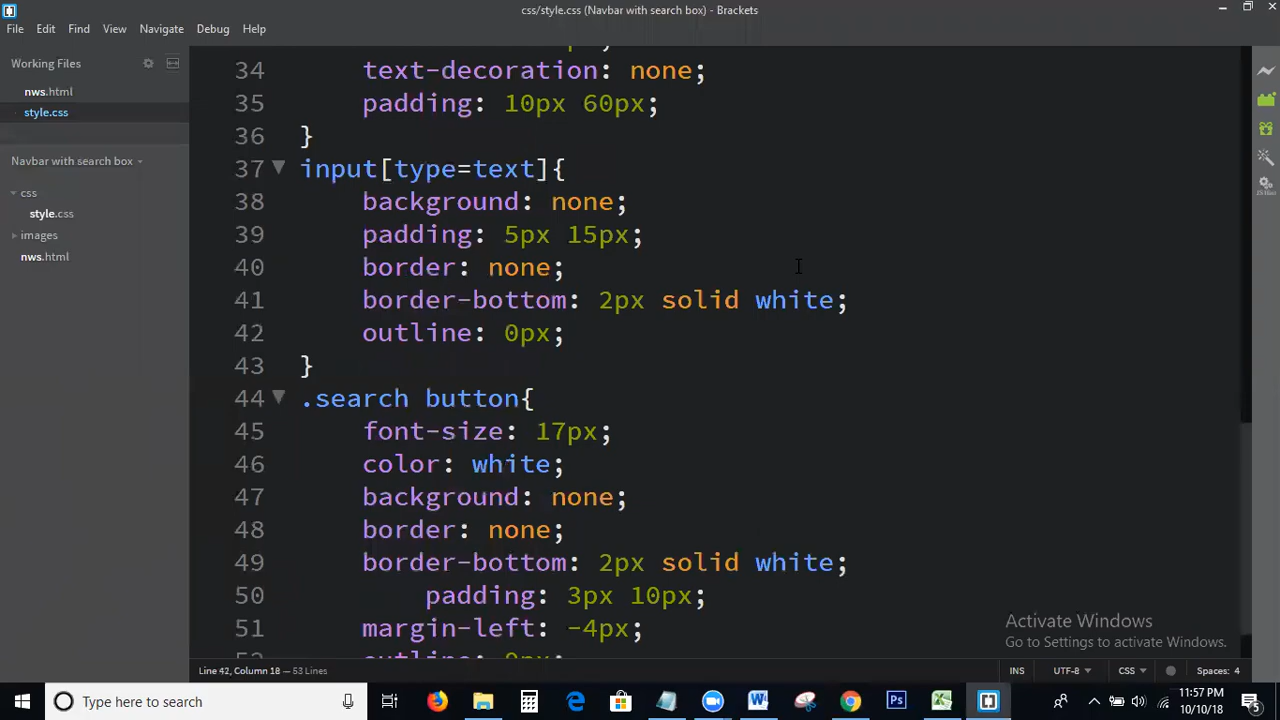 css/style.css (Navbar with search box) - Brackets
File Edit Find View Navigate Debug Help
Working Files
nws.html
style.css
Navbar with search box
css
style.css
images
nws.html
34 text-decoration: none;
35 padding: 10px 60px;
36 }
37 input[type=text]{
38 background: none;
39 padding: 5px 15px;
40 border: none;
41 border-bottom: 2px solid white;
42 outline: 0px;
43 }
44 .search button{
45 font-size: 17px;
46 color: white;
47 background: none;
48 border: none;
49 border-bottom: 2px solid white;
50 padding: 3px 10px;
51 margin-left: -4px;
Activate Windows
Go to Settings to activate Windows.
Line 42, Column 18 — 53 Lines
INS UTF-8 CSS Spaces: 4
Type here to search
11:57 PM
10/10/18
5